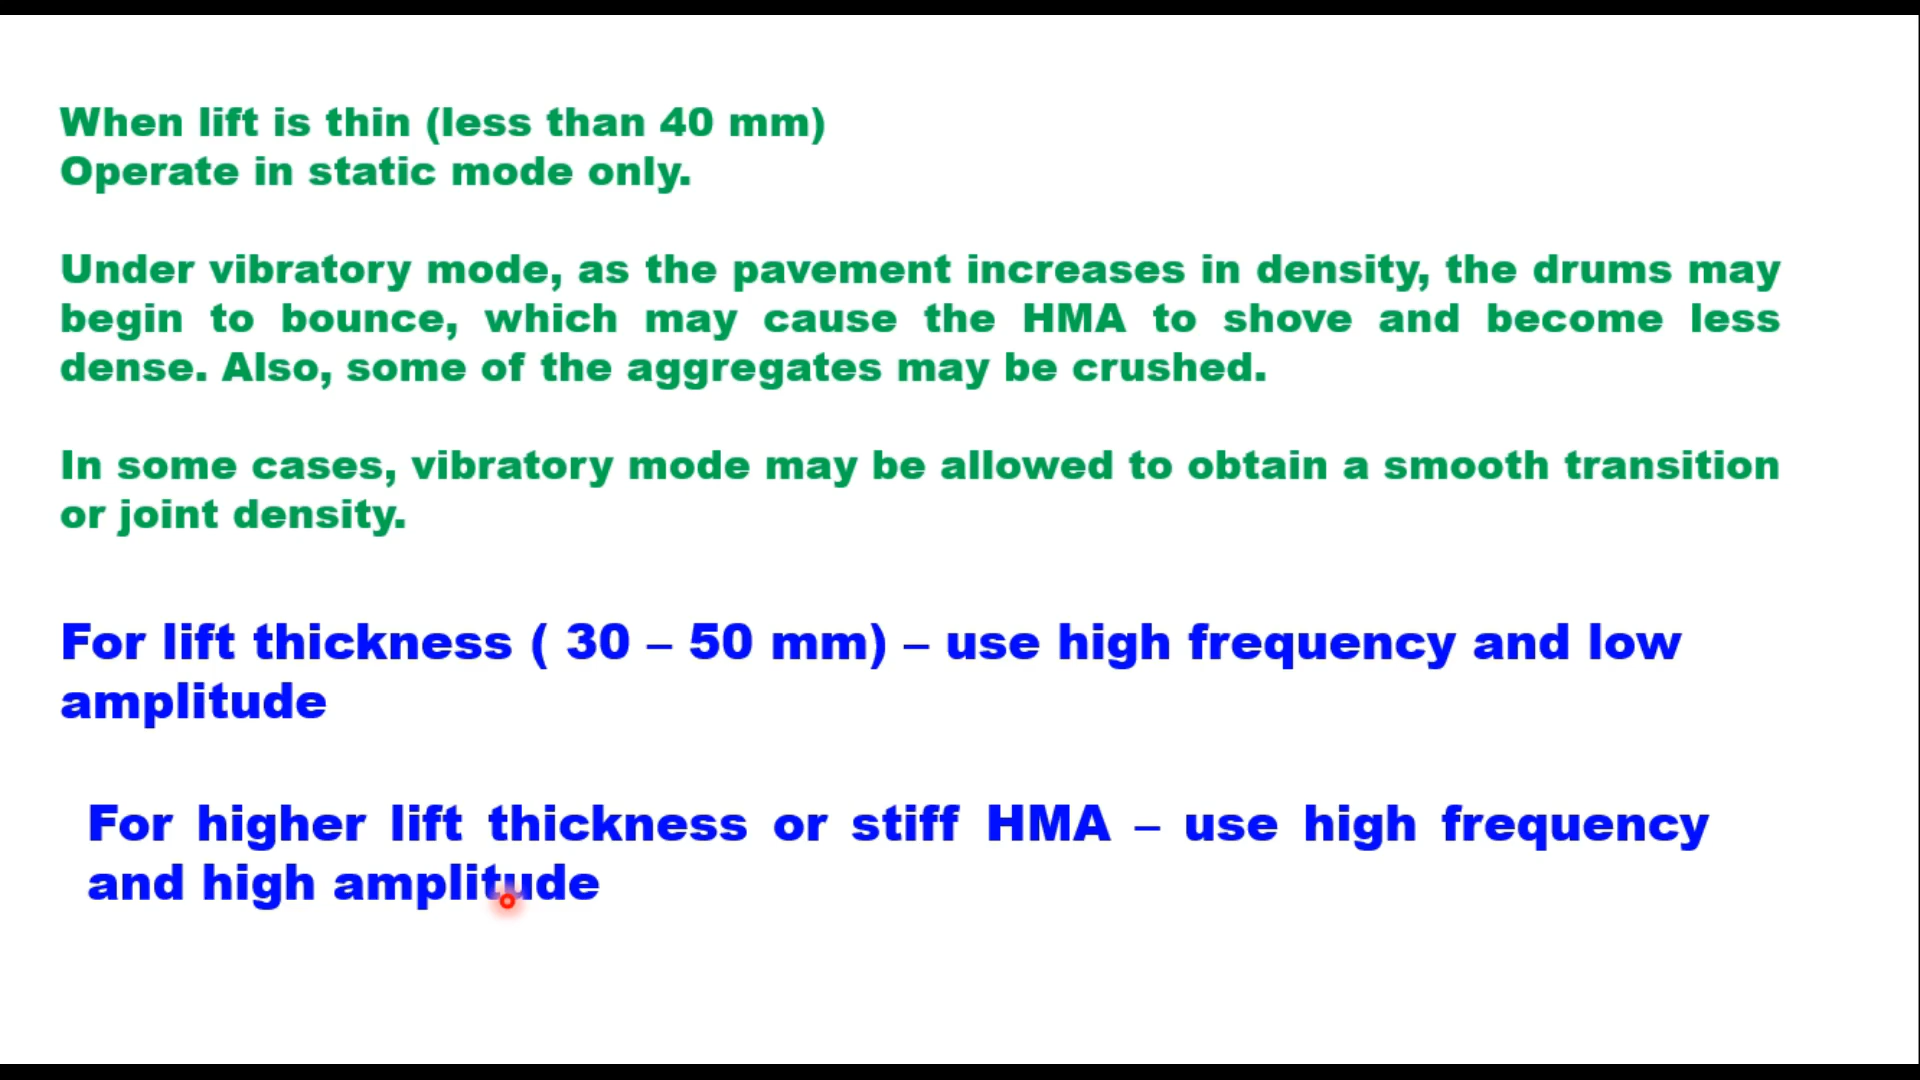 When lift is thin (less than 40 mm)
Operate in static mode only.
Under vibratory mode, as the pavement increases in density, the drums may
begin to bounce, which may cause the HMA to shove and become less
dense. Also, some of the aggregates may be crushed.
In some cases, vibratory mode may be allowed to obtain a smooth transition
or joint density.
For lift thickness ( 30 – 50 mm) – use high frequency and low
amplitude
For higher lift thickness or stiff HMA – use high frequency
and high amplitude